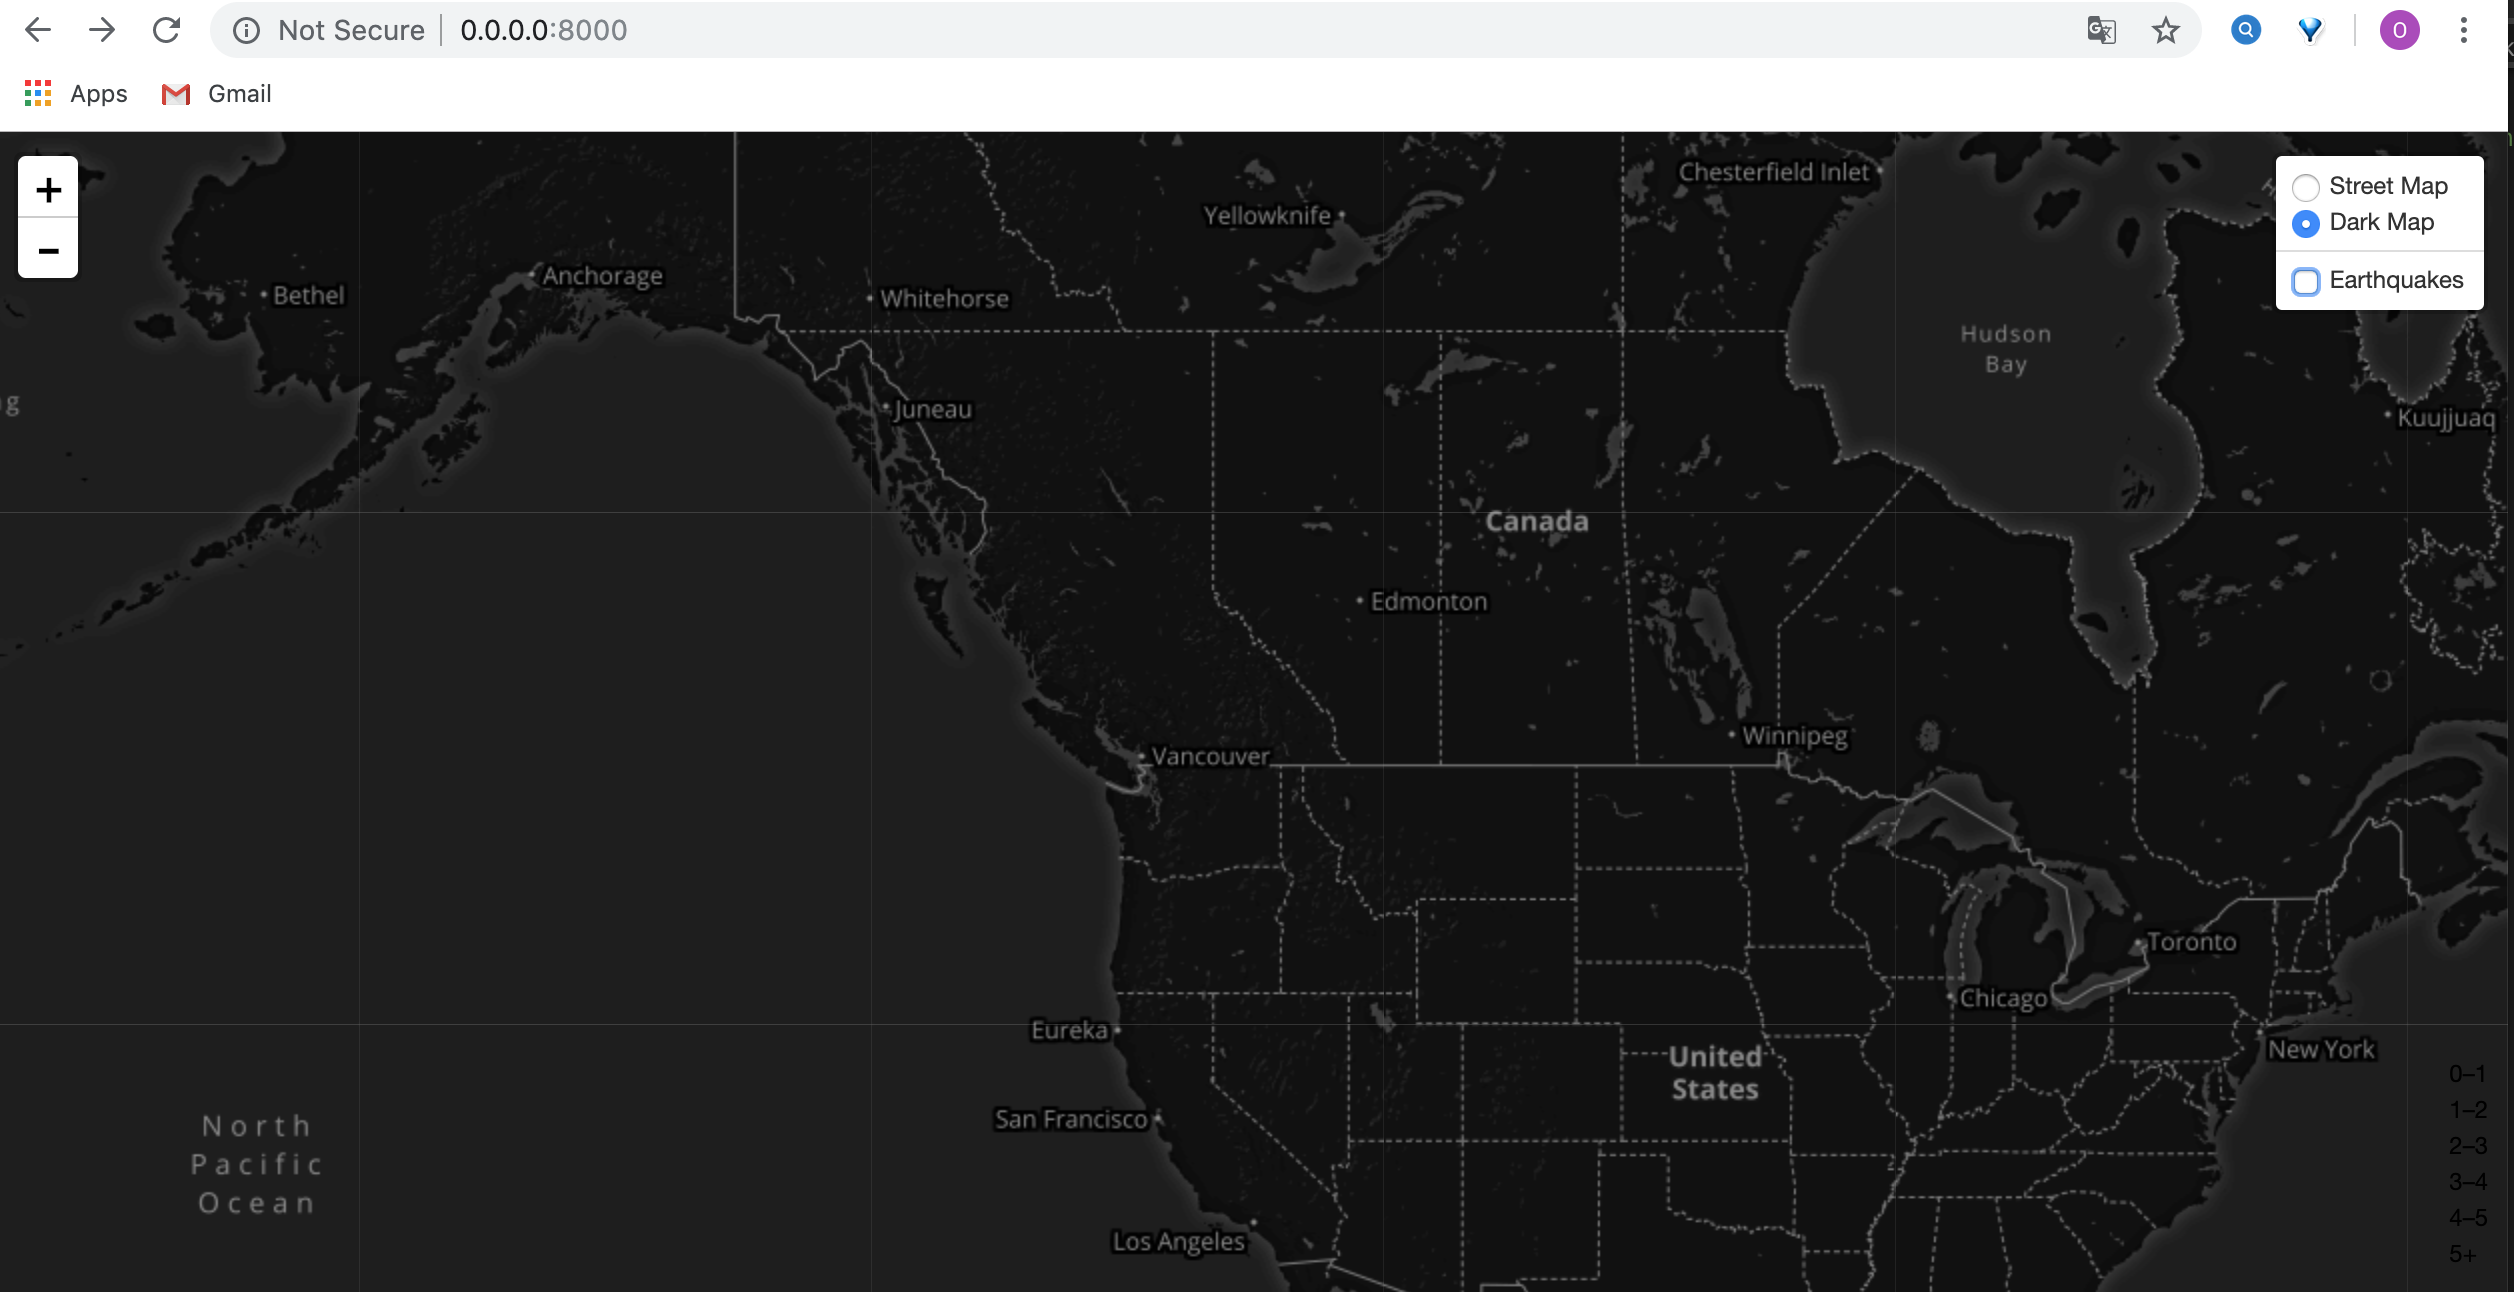 Not Secure | 0.0.0.0:8000
O
Apps
Gmail
+
−
Street Map
Dark Map
Earthquakes
Chesterfield Inlet
Yellowknife
Anchorage
Bethel
Whitehorse
Hudson
Bay
g
Juneau
Kuujjuaq
Canada
Edmonton
Winnipeg
Vancouver
Toronto
Chicago
Eureka
New York
United
States
0–1
1–2
2–3
3–4
4–5
5+
San Francisco
North
Pacific
Ocean
Los Angeles